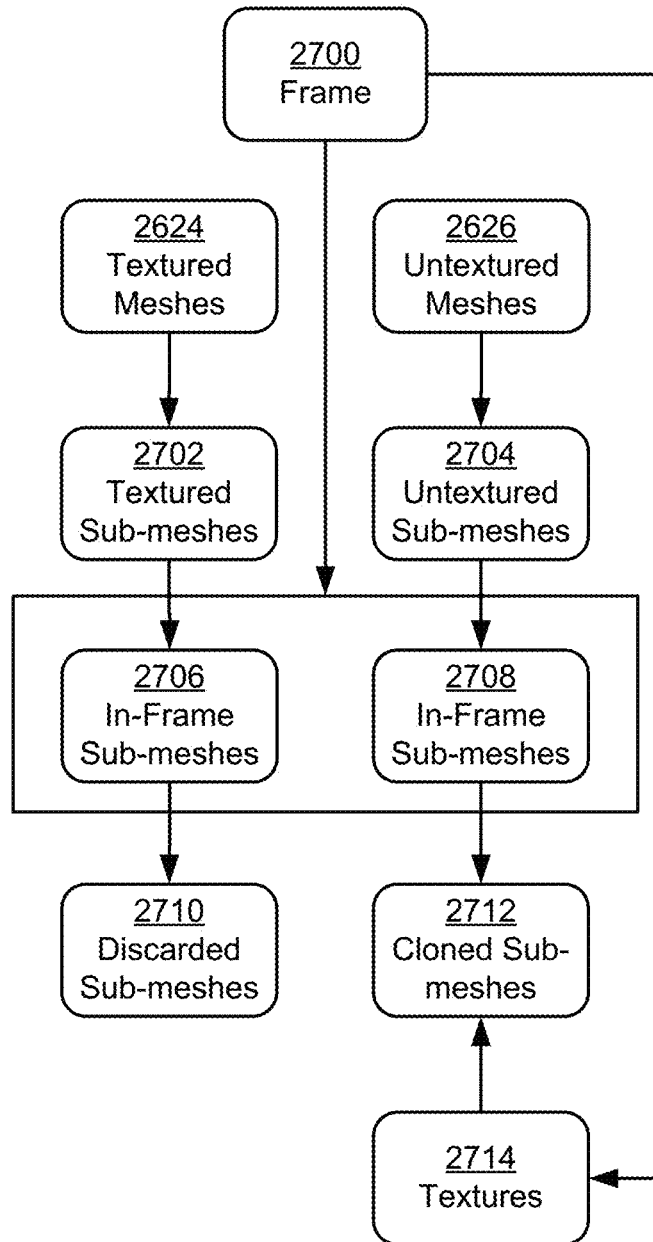 2700
Frame
2624
Textured
Meshes
2626
Untextured
Meshes
2702
Textured
Sub-meshes
2704
Untextured
Sub-meshes
2706
In-Frame
Sub-meshes
2708
In-Frame
Sub-meshes
2710
Discarded
Sub-meshes
2712
Cloned Sub-
meshes
2714
Textures